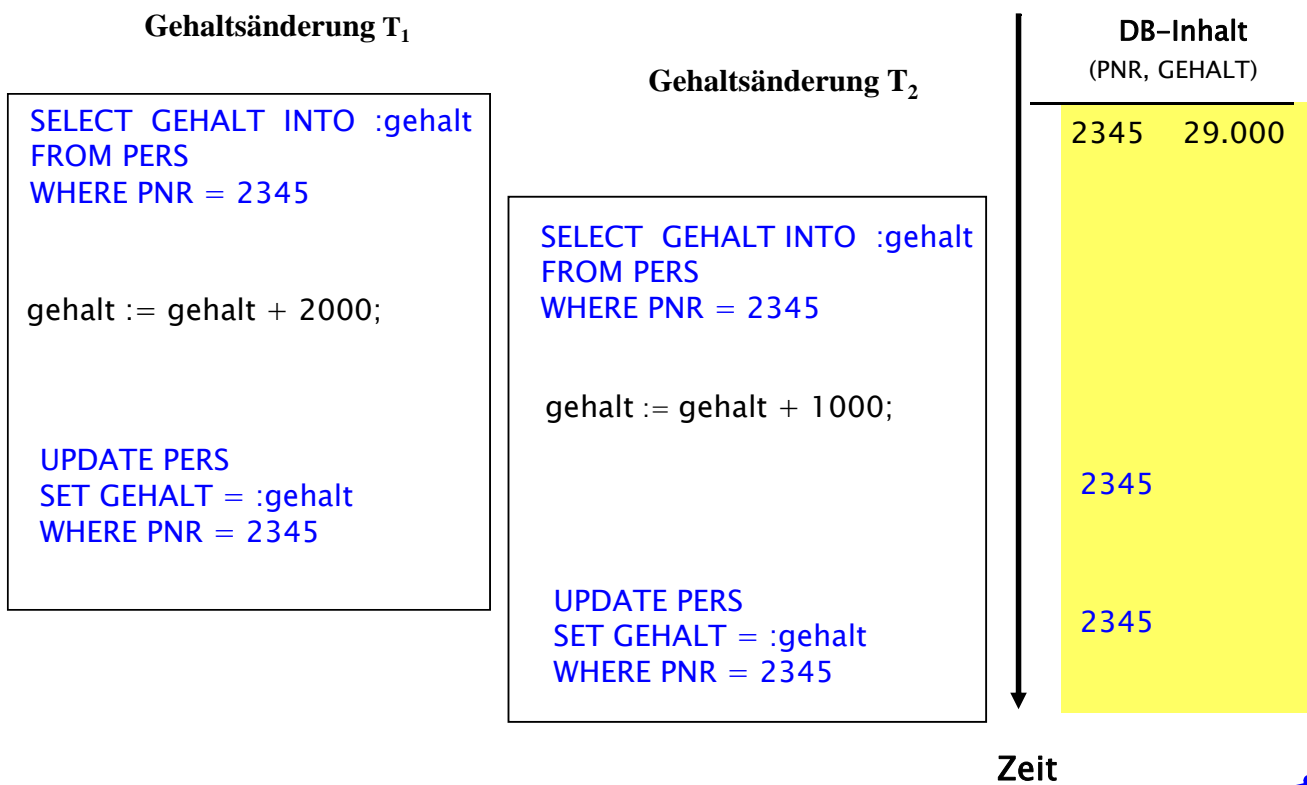 Gehaltsänderung T1
SELECT GEHALT INTO :gehalt
FROM PERS
WHERE PNR = 2345
gehalt := gehalt + 2000;
UPDATE PERS
SET GEHALT = :gehalt
WHERE PNR = 2345
Gehaltsänderung T2
SELECT GEHALT INTO :gehalt
FROM PERS
WHERE PNR = 2345
gehalt := gehalt + 1000;
UPDATE PERS
SET GEHALT = :gehalt
WHERE PNR = 2345
DB-Inhalt
(PNR, GEHALT)
2345 29.000
2345
2345
Zeit